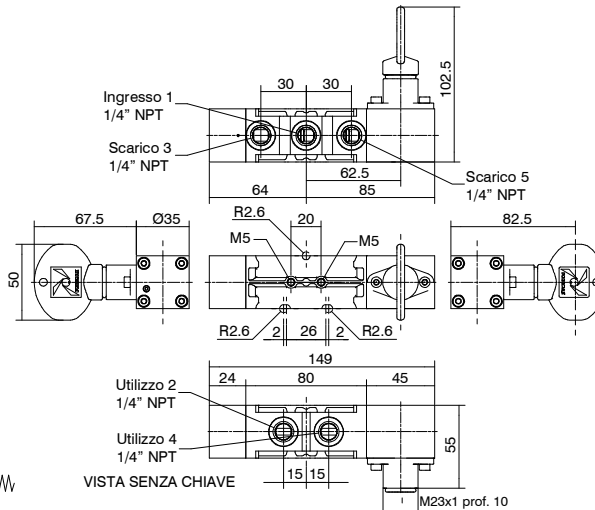 102.5
30 30
Ingresso 1
1/4” NPT
Scarico 3
1/4” NPT
Scarico 5
1/4” NPT
62.5
64 85
67.5 Ø35
R2.6
20
82.5
M5 M5
50
R2.6 R2.6
2 26 2
149
24 80 45
Utilizzo 2
1/4” NPT
Utilizzo 4
1/4” NPT
55
15 15
VISTA SENZA CHIAVE
M23x1 prof. 10